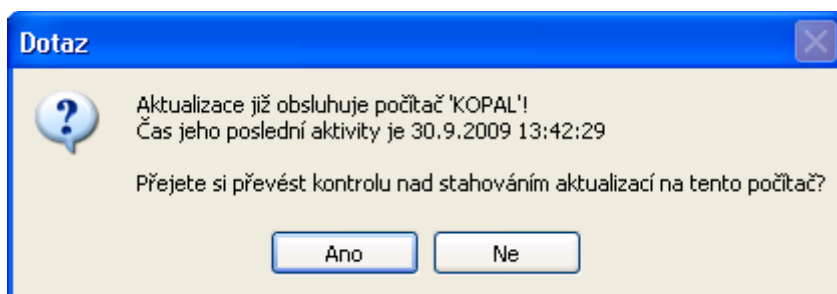 Dotaz
Aktualizace již obsluhuje počítač 'KOPAL'!
Čas jeho poslední aktivity je 30.9.2009 13:42:29
Přejete si převést kontrolu nad stahováním aktualizací na tento počítač?
Ano
Ne